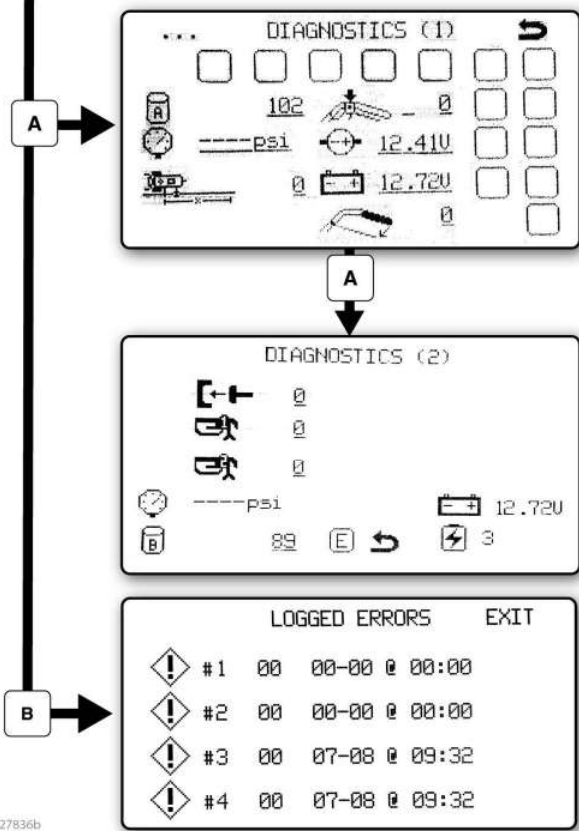 DIAGNOSTICS (1)
A
A
102 _ 0
----psi -+ 12.41V
0 - + 12.72V
x
0
A
DIAGNOSTICS (2)
0
1 0
2 0
----psi - + 12.72V
B 89 E 3
LOGGED ERRORS EXIT
! #1 00 00-00 @ 00:00
! #2 00 00-00 @ 00:00
B
! #3 00 07-08 @ 09:32
! #4 00 07-08 @ 09:32
27836b